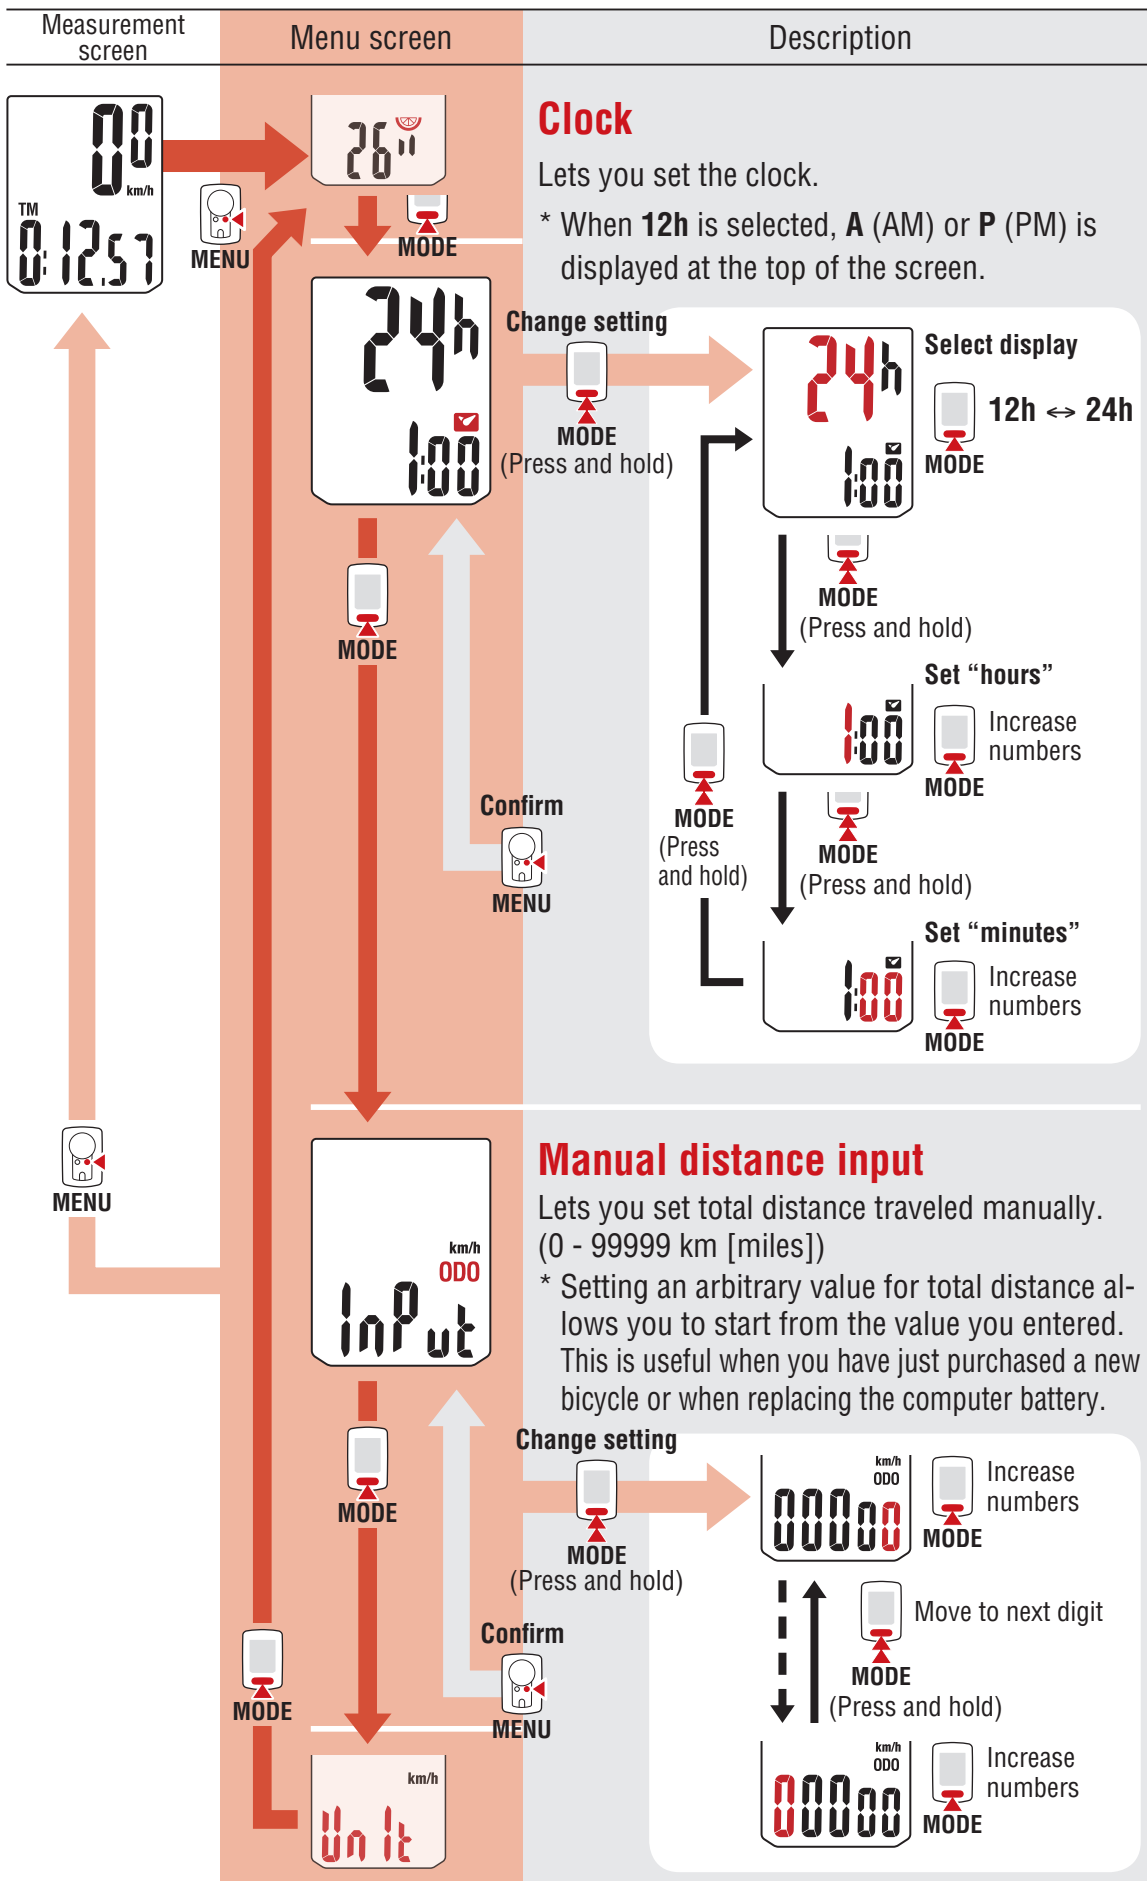 Measurement
screen
Menu screen
Description
00
km/h
TM
0:12.57
MENU
26"
MODE
Clock
Lets you set the clock.
* When 12h is selected, A (AM) or P (PM) is
displayed at the top of the screen.
24h
1:00
Change setting
MODE
(Press and hold)
24h
1:00
Select display
12h ↔ 24h
MODE
MODE
(Press and hold)
MODE
Set “hours”
1:00
Increase
numbers
MODE
MODE
(Press
and hold)
Confirm
MENU
MODE
(Press and hold)
Set “minutes”
1:00
Increase
numbers
MODE
MENU
Manual distance input
Lets you set total distance traveled manually.
(0 - 99999 km [miles])
* Setting an arbitrary value for total distance al-
lows you to start from the value you entered.
This is useful when you have just purchased a new
bicycle or when replacing the computer battery.
km/h
ODO
InPut
MODE
Change setting
MODE
(Press and hold)
km/h
ODO
00000
Increase
numbers
MODE
Move to next digit
MODE
(Press and hold)
Confirm
MENU
MODE
km/h
Unit
km/h
ODO
00000
Increase
numbers
MODE